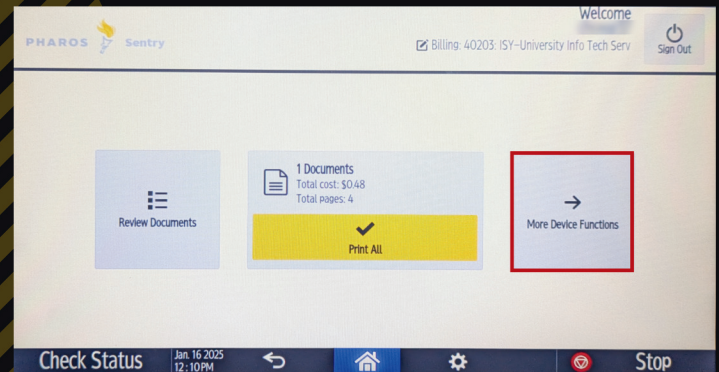 Welcome
PHAROS Sentry
Billing: 40203: ISY-University Info Tech Serv
Sign Out
Review Documents
1 Documents
Total cost: $0.48
Total pages: 4
Print All
More Device Functions
Check Status
Jan. 16 2025
12:10PM
Stop